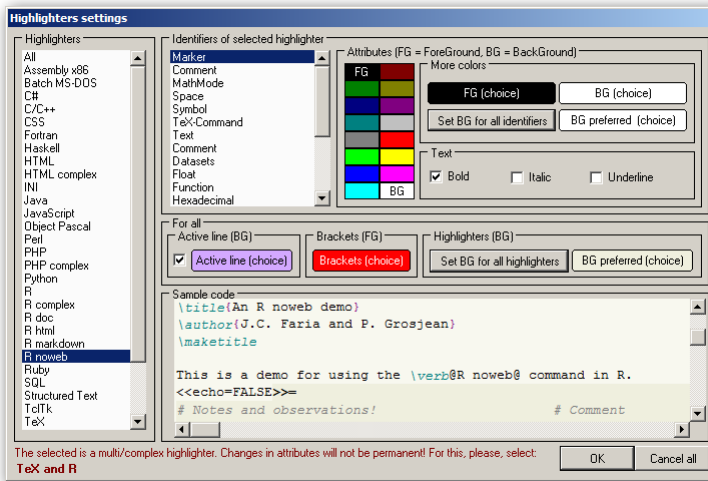 Highlighters settings
Highlighters
All
Assembly x86
Batch MS-DOS
C#
C/C++
CSS
Fortran
Haskell
HTML
HTML complex
INI
Java
JavaScript
Object Pascal
Perl
PHP
PHP complex
Python
R
R complex
R doc
R html
R markdown
R noweb
Ruby
SQL
Structured Text
TclTk
TeX
Identifiers of selected highlighter
Marker
Comment
MathMode
Space
Symbol
TeX-Command
Text
Comment
Datasets
Float
Function
Hexadecimal
Attributes (FG = ForeGround, BG = BackGround)
FG
BG
More colors
FG (choice)
BG (choice)
Set BG for all identifiers
BG preferred (choice)
Text
Bold
Italic
Underline
For all
Active line (BG)
Active line (choice)
Brackets (FG)
Brackets (choice)
Highlighters (BG)
Set BG for all highlighters
BG preferred (choice)
Sample code
\title{An R noweb demo}
\author{J.C. Faria and P. Grosjean}
\maketitle
This is a demo for using the \verb@R noweb@ command in R.
<<echo=FALSE>>=
# Notes and observations! # Comment
The selected is a multi/complex highlighter. Changes in attributes will not be permanent! For this, please, select:
TeX and R
OK
Cancel all